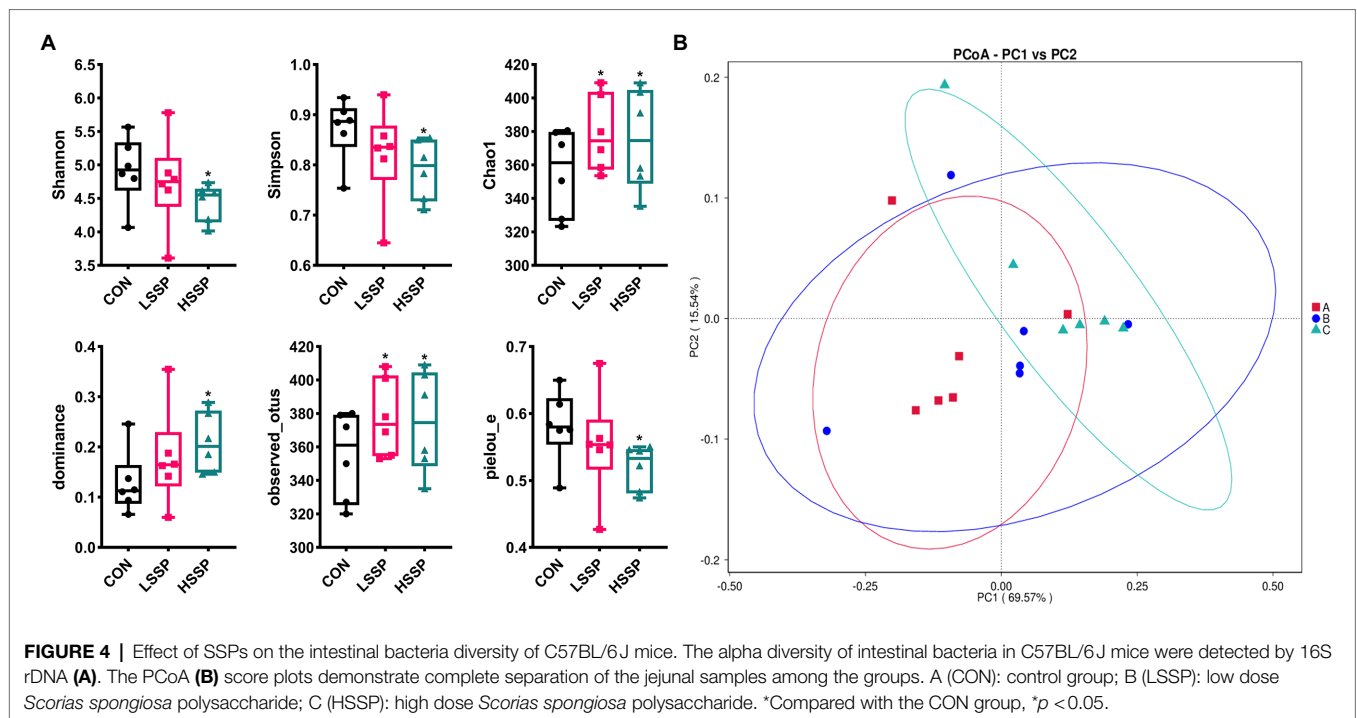 A
Shannon
5.5
6.0
5.0
4.5
4.0
3.5
*
CON
LSSP
HSSP
Simpson
1.0
0.9
0.8
0.7
0.6
*
CON
LSSP
HSSP
Chao1
420
400
380
360
340
320
300
* *
CON
LSSP
HSSP
dominance
0.4
0.3
0.2
0.1
0.0
*
CON
LSSP
HSSP
observed_otus
420
400
380
360
340
320
300
* *
CON
LSSP
HSSP
pielou_e
0.7
0.6
0.5
0.4
*
CON
LSSP
HSSP
B
PCoA - PC1 vs PC2
PC2 ( 15.54%)
0.2
0.1
0.0
-0.1
-0.2
-0.50
-0.25
0.00
0.25
0.50
PC1 ( 69.57%)
A
B
C
FIGURE 4 | Effect of SSPs on the intestinal bacteria diversity of C57BL/6J mice. The alpha diversity of intestinal bacteria in C57BL/6J mice were detected by 16S
rDNA (A). The PCoA (B) score plots demonstrate complete separation of the jejunal samples among the groups. A (CON): control group; B (LSSP): low dose
Scorias spongiosa polysaccharide; C (HSSP): high dose Scorias spongiosa polysaccharide. *Compared with the CON group, *p < 0.05.